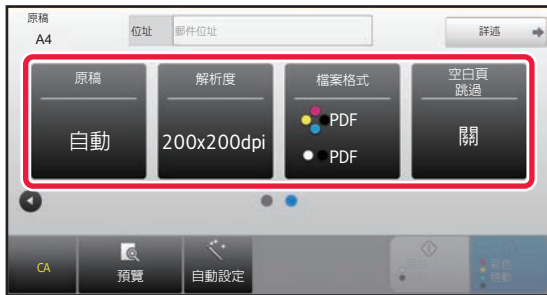 原稿
A4
位址 郵件位址
詳述
原稿
自動
解析度
200x200dpi
檔案格式
PDF
PDF
空白頁
跳過
關
CA
預覽
自動設定
彩色
啓動